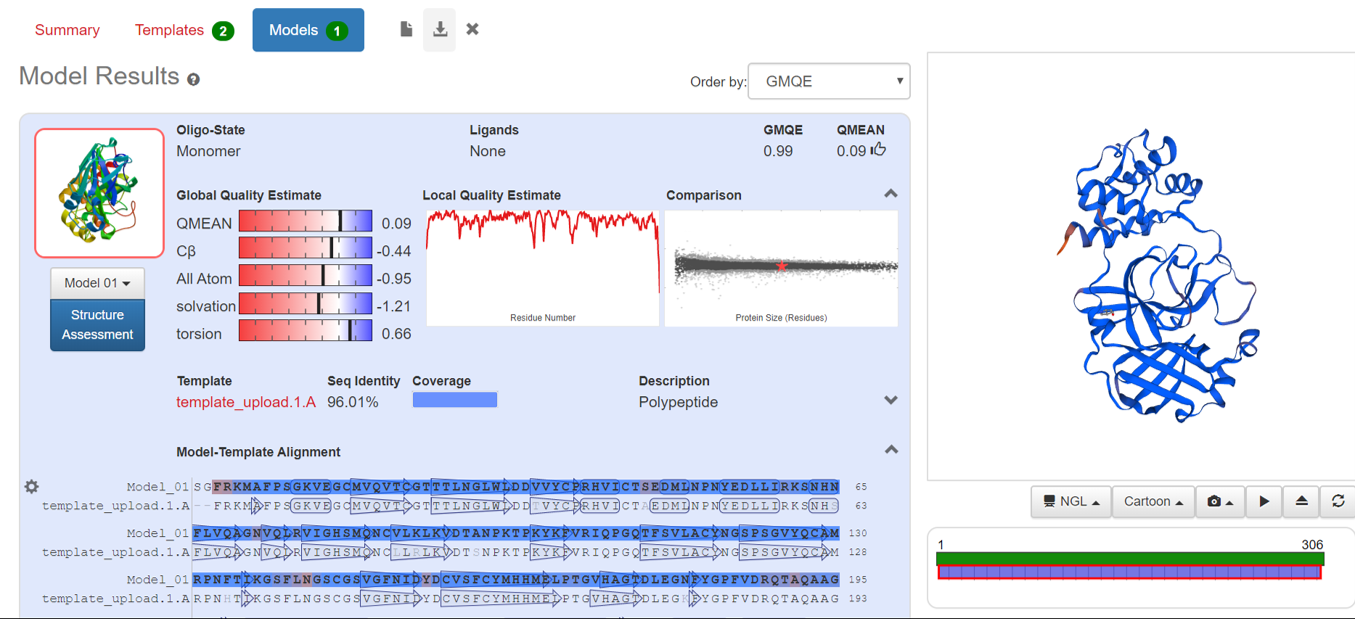 Summary Templates 2 Models 1
Model Results
Order by: GMQE
Oligo-State Ligands GMQE QMEAN
Monomer None 0.99 0.09
Global Quality Estimate Local Quality Estimate Comparison
QMEAN 0.09
Cβ -0.44
All Atom -0.95
solvation -1.21
torsion 0.66
Residue Number Protein Size (Residues)
Model 01
Structure
Assessment
Template Seq Identity Coverage Description
template_upload.1.A 96.01% Polypeptide
Model-Template Alignment
Model_01 SGFRKMAFPSGKVEGCMVQVTCGTTTLNGLWLDDVVYCPRHVICTSEDMLNPNYEDLLIRKSNHN 65
template_upload.1.A --FRKMAFPSGKVEGCMVQVTCGTTTLNGLWLDDTVYCPRHVICTAEDMLNPNYEDLLIRKSNHS 63
Model_01 FLVQAGNVQLRVIGHSMQNCVLKLKVDTANPKTPKYKFVRIQPGQTFSVLACYNGSPSGVYQCAM 130
template_upload.1.A FLVQAGNVQLRVIGHSMQNCLLRLKVDTSNPKTPKYKFVRIQPGQTFSVLACYNGSPSGVYQCAM 128
Model_01 RPNFTIKGSFLNGSCGSVGFNIDYDCVSFCYMHHMELPTGVHAGTDLEGNFYGPFVDRQTAQAAG 195
template_upload.1.A RPNHTIKGSFLNGSCGSVGFNIDYDCVSFCYMHHMELPTGVHAGTDLEGKFYGPFVDRQTAQAAG 193
NGL Cartoon
1 306